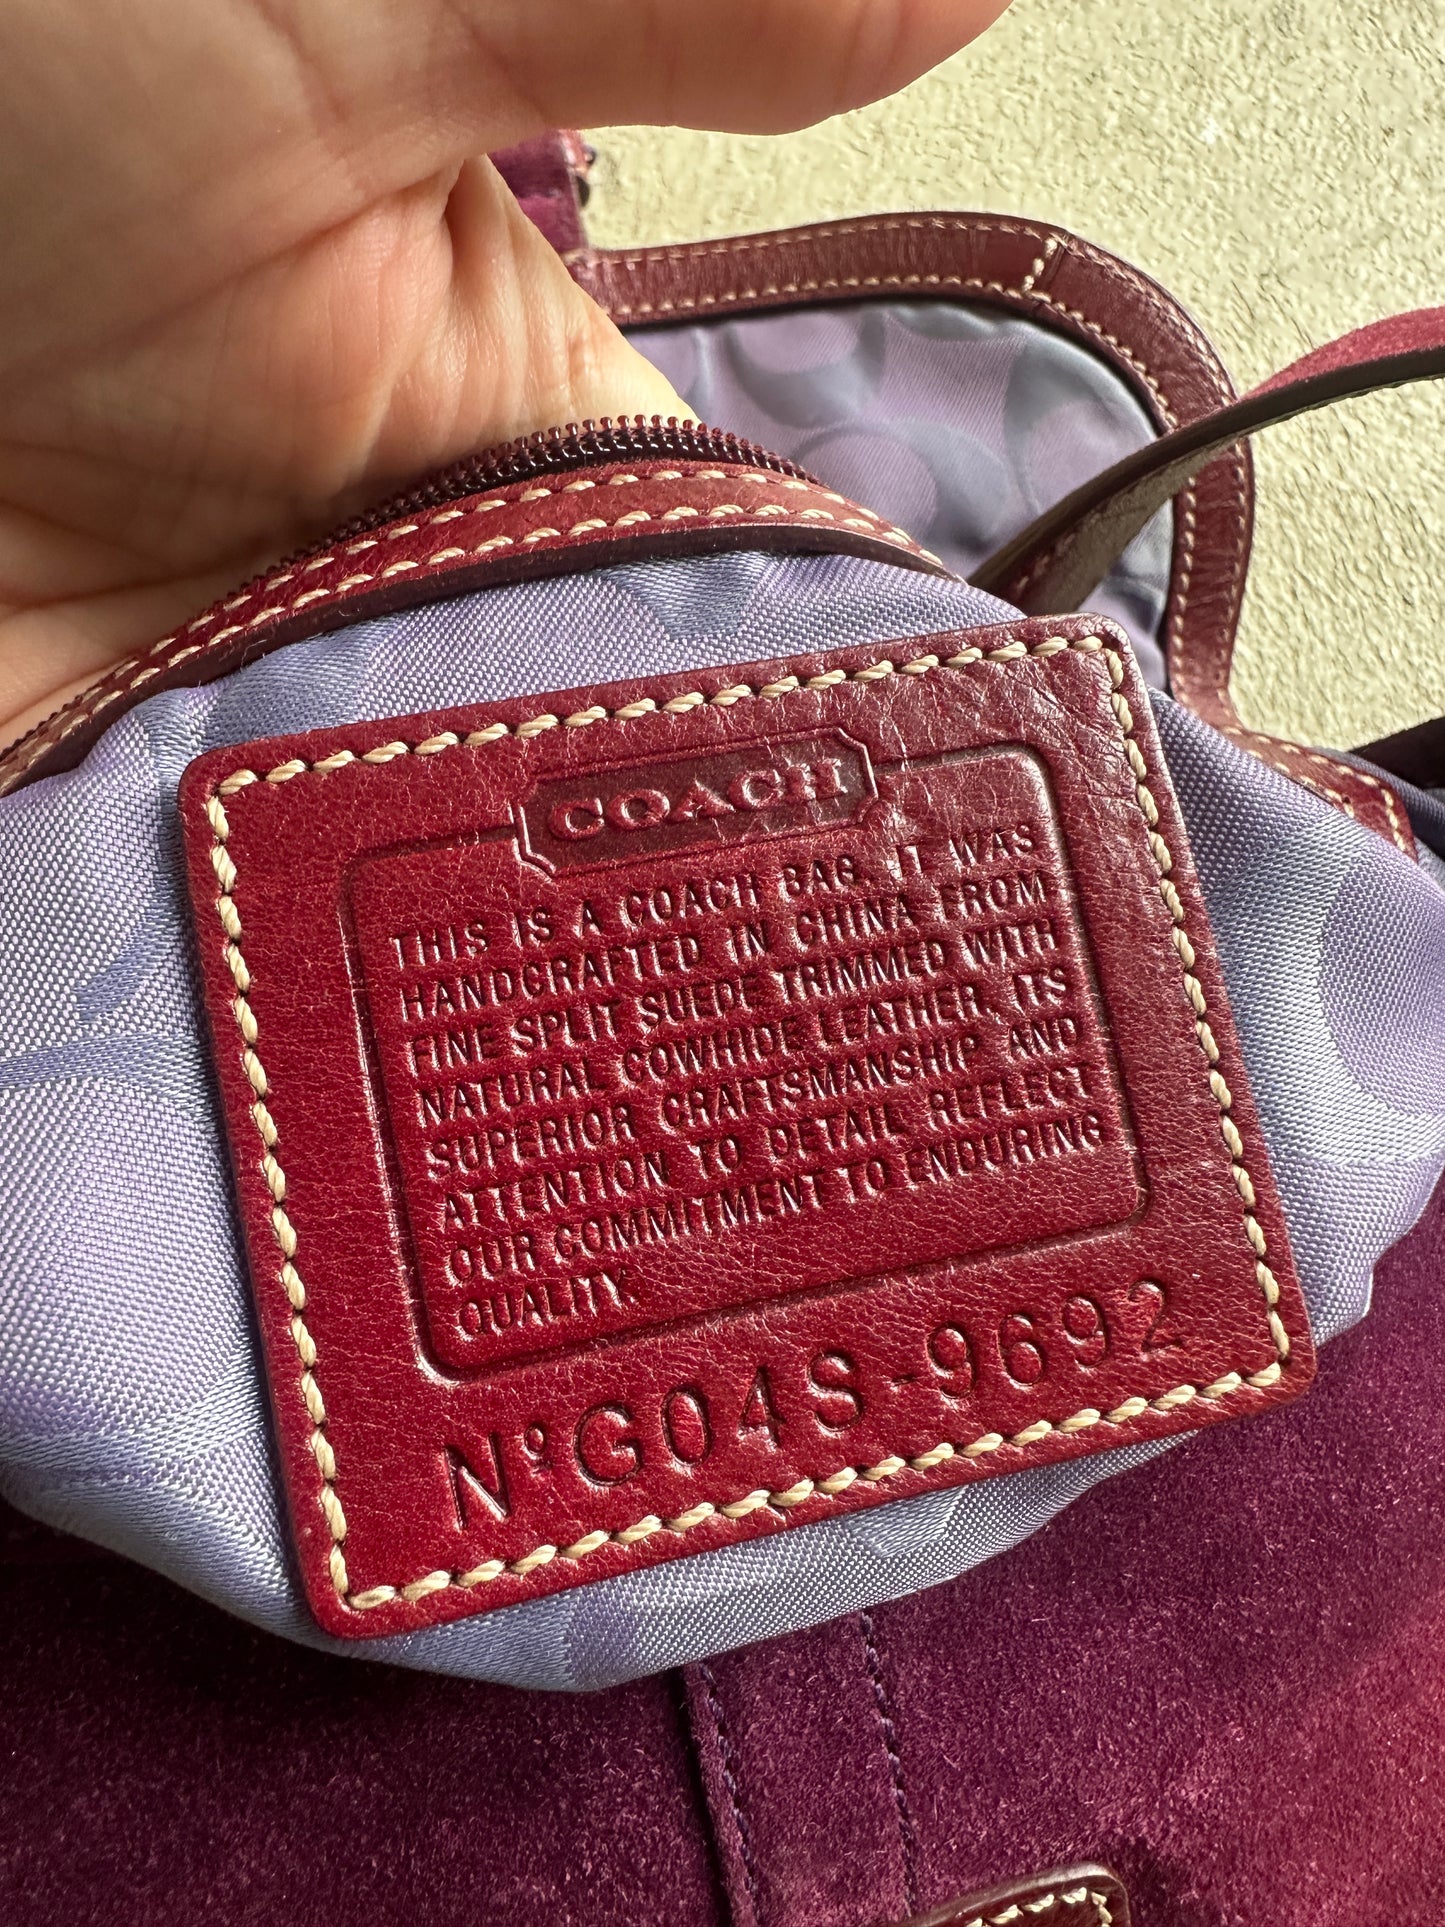 COACH
THIS IS A COACH BAG. IT WAS
HANDCRAFTED IN CHINA FROM
FINE SPLIT SUEDE TRIMMED WITH
NATURAL COWHIDE LEATHER. ITS
SUPERIOR CRAFTSMANSHIP AND
ATTENTION TO DETAIL REFLECT
OUR COMMITMENT TO ENDURING
QUALITY.
Nº G04S-9692